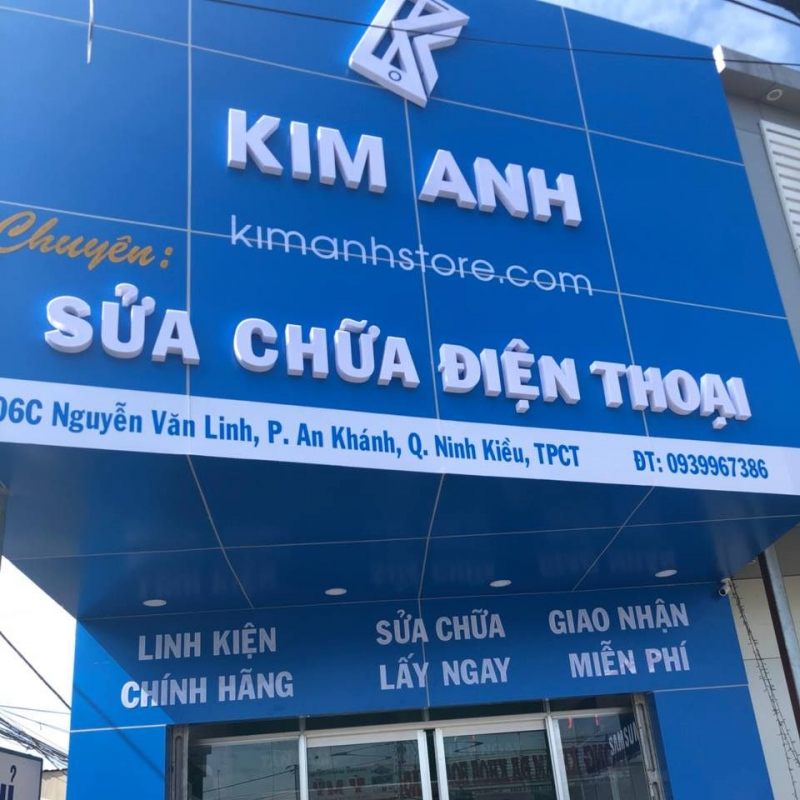 KIM ANH
kimanhstore.com
Chuyên:
SỬA CHỮA ĐIỆN THOẠI
06C Nguyễn Văn Linh, P. An Khánh, Q. Ninh Kiều, TPCT ĐT: 0939967386
LINH KIỆN
CHÍNH HÃNG
SỬA CHỮA
LẤY NGAY
GIAO NHẬN
MIỄN PHÍ